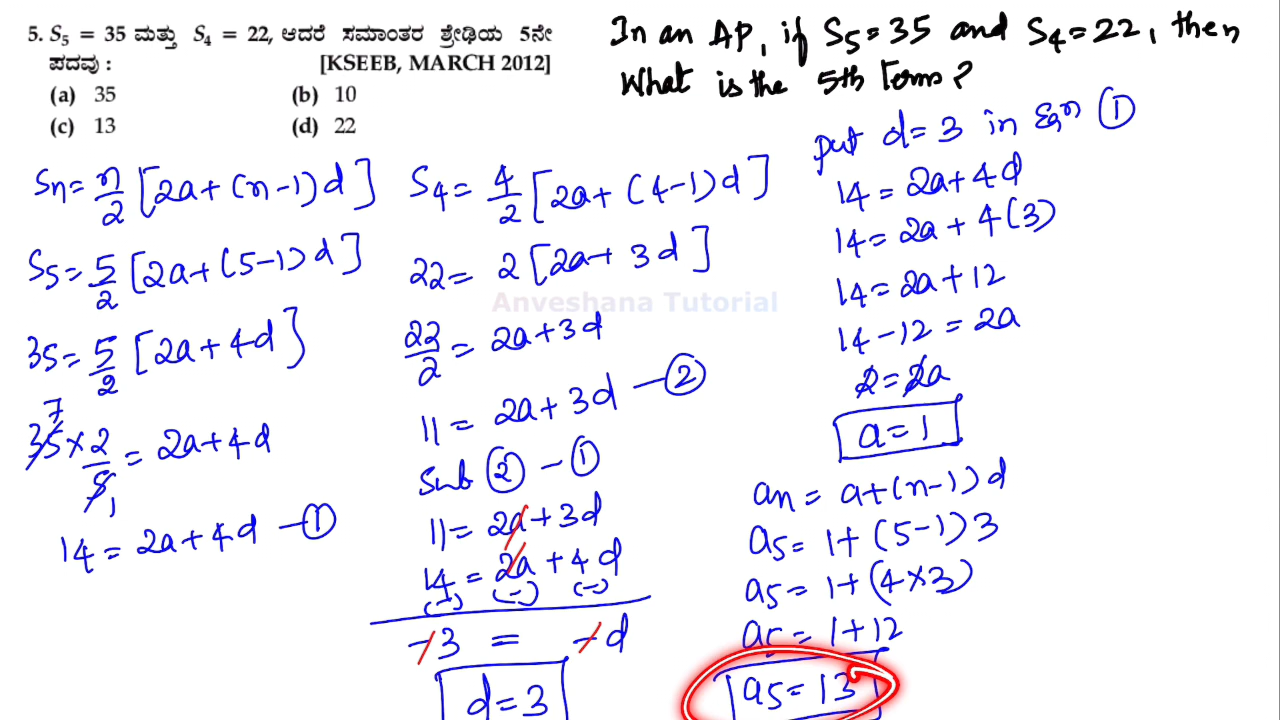 5. S₅ = 35 ಮತ್ತು S₄ = 22, ಆದರೆ ಸಮಾಂತರ ಶ್ರೇಢಿಯ 5ನೇ
ಪದವು : [KSEEB, MARCH 2012]
(a) 35 (b) 10
(c) 13 (d) 22
In an AP, if S₅=35 and S₄=22, then
What is the 5th Term?
Sn = n/2 [2a+(n-1)d]
S₅ = 5/2 [2a+(5-1)d]
35 = 5/2 [2a+4d]
7
35 × 2/5 1 = 2a+4d
14 = 2a+4d —①
S₄ = 4/2 [2a+(4-1)d]
22 = 2[2a+3d]
Anveshana Tutorial
22/2 = 2a+3d
11 = 2a+3d —②
Sub ② - ①
11 = 2a+3d
14 = 2a+4d
(-) (-) (-)
-3 = -d
d=3
Put d=3 in Eqn ①
14 = 2a+4d
14 = 2a+4(3)
14 = 2a+12
14-12 = 2a
2 = 2a
a=1
an = a+(n-1)d
a₅ = 1+(5-1)3
a₅ = 1+(4×3)
a₅ = 1+12
a₅ = 13